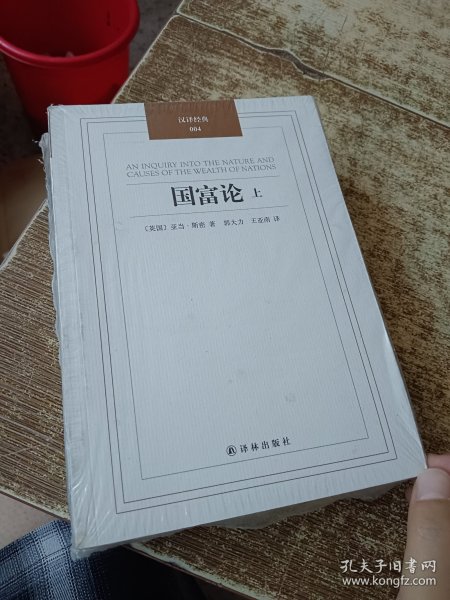 汉译经典
004
AN INQUIRY INTO THE NATURE AND
CAUSES OF THE WEALTH OF NATIONS
国富论 上
〔英国〕亚当·斯密 著 郭大力 王亚南 译
译林出版社
孔夫子旧书网
www.kongfz.com